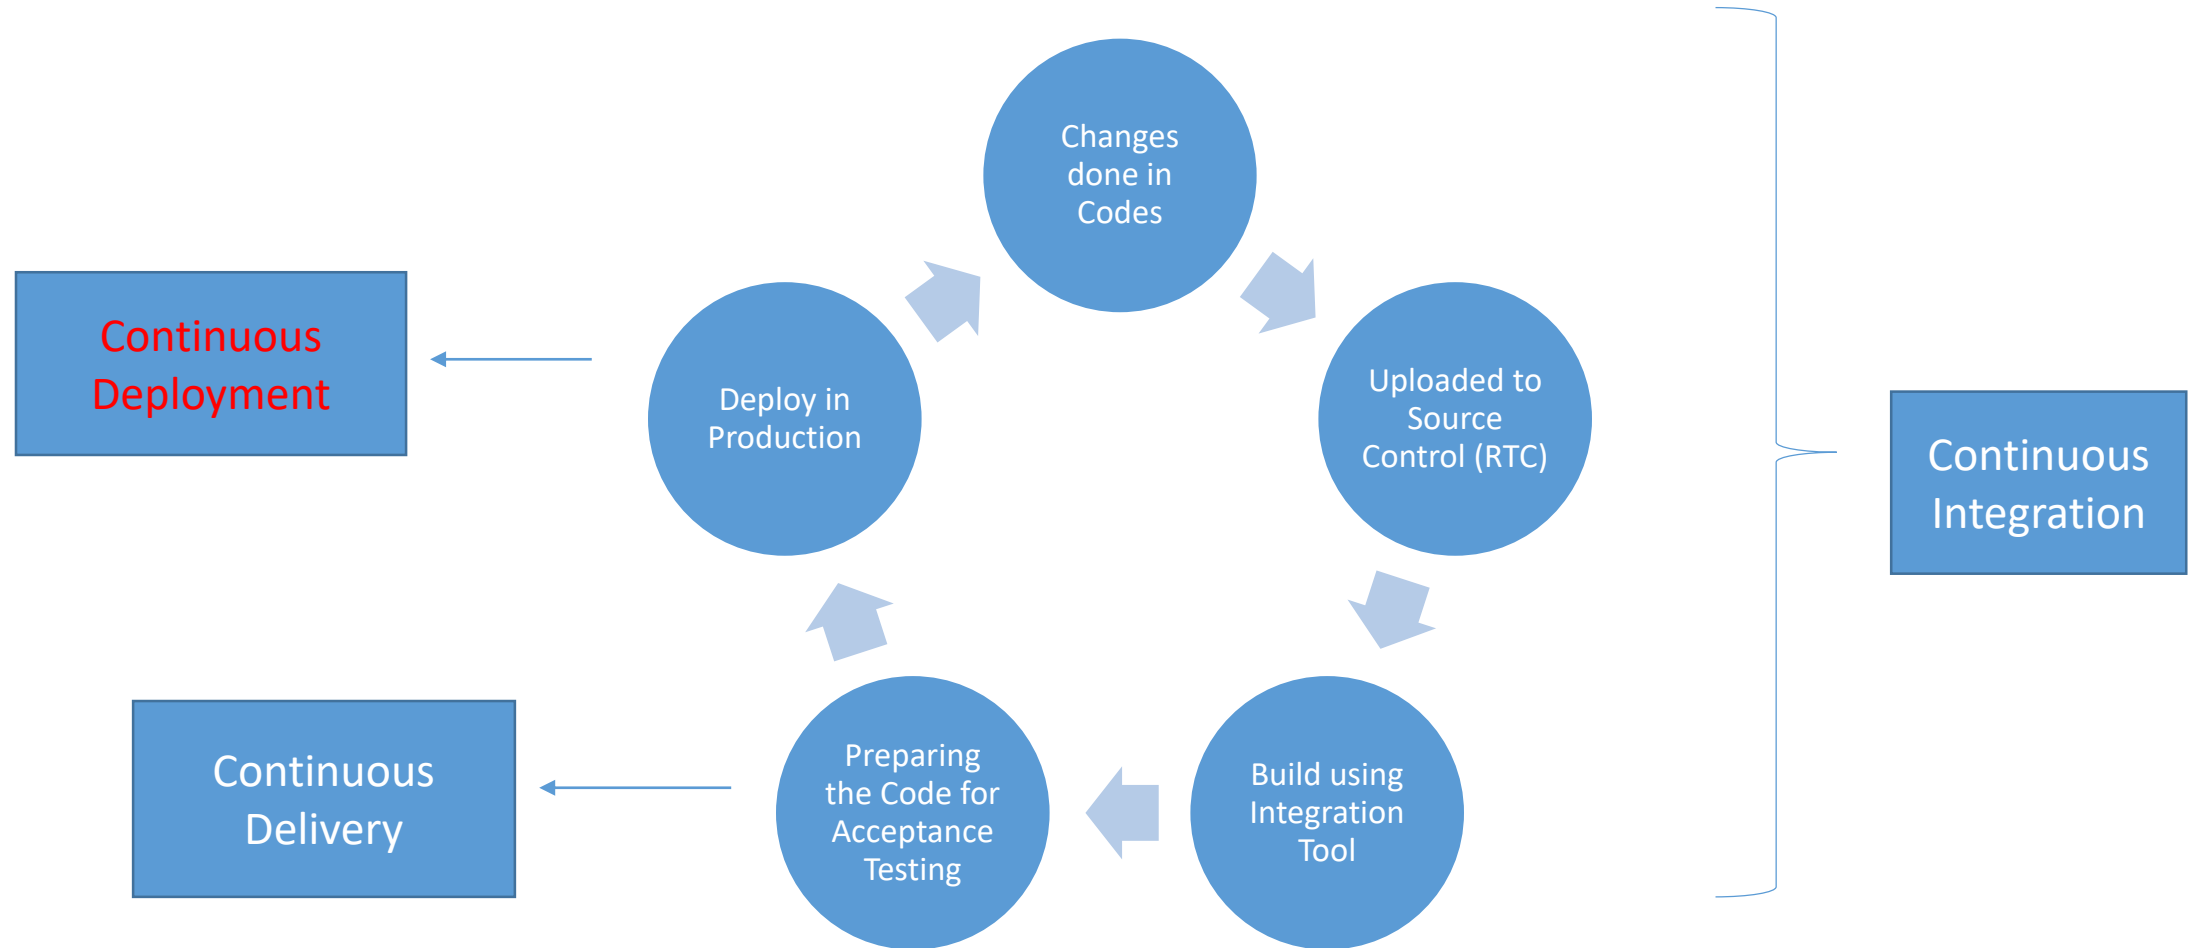 Changes
done in
Codes
Continuous
Deployment
Deploy in
Production
Uploaded to
Source
Control (RTC)
Continuous
Integration
Continuous
Delivery
Preparing
the Code for
Acceptance
Testing
Build using
Integration
Tool